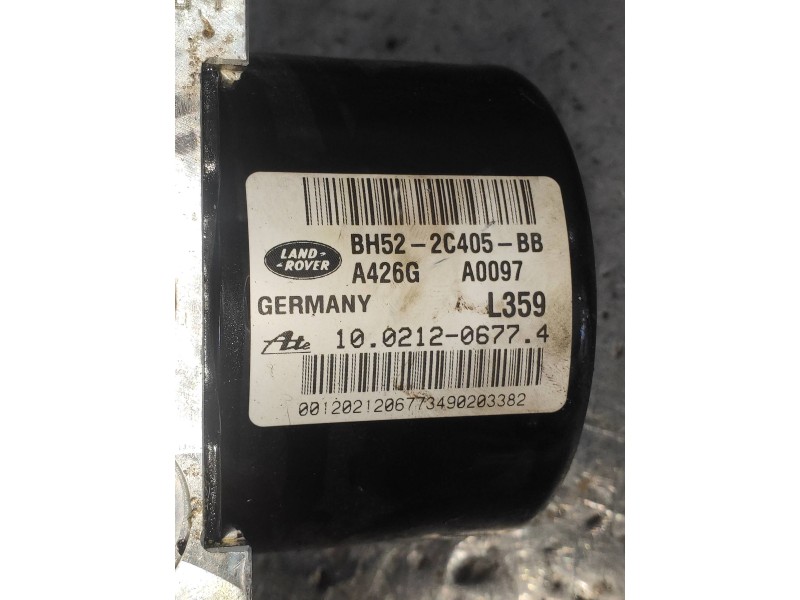 LAND-
-ROVER
BH52-2C405-BB
A426G A0097
GERMANY L359
Ate 10.0212-0677.4
0012021206773490203382